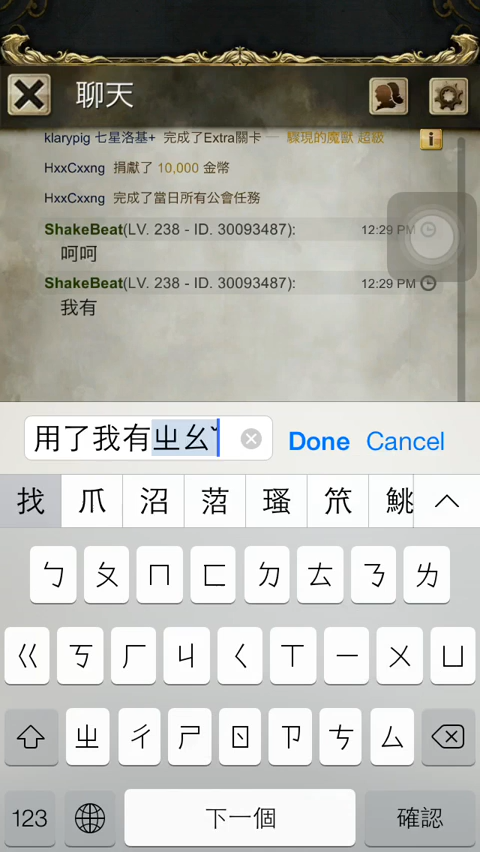 聊天
klarypig 七星洛基+ 完成了Extra關卡 — 驟現的魔獸 超級
HxxCxxng 捐獻了 10,000 金幣
HxxCxxng 完成了當日所有公會任務
ShakeBeat(LV. 238 - ID. 30093487): 12:29 PM
呵呵
ShakeBeat(LV. 238 - ID. 30093487): 12:29 PM
我有
用了我有ㄓㄠˇ Done Cancel
找 爪 沼 菬 瑤 笊 鮡
ㄅ ㄆ ㄇ ㄈ ㄉ ㄊ ㄋ ㄌ
ㄍ ㄎ ㄏ ㄐ ㄑ ㄒ ㄧ ㄨ ㄩ
ㄓ ㄔ ㄕ ㄖ ㄗ ㄘ ㄙ
123 下一個 確認